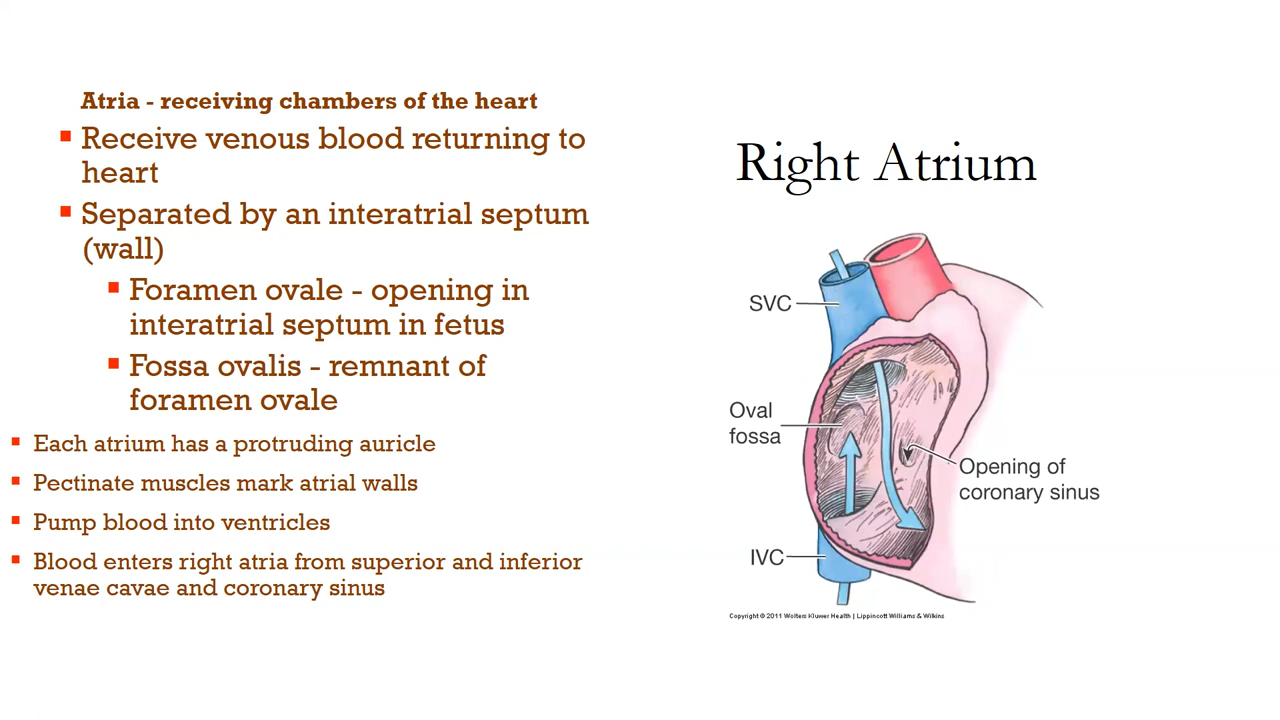 Atria - receiving chambers of the heart
Receive venous blood returning to
heart
Separated by an interatrial septum
(wall)
Foramen ovale - opening in
interatrial septum in fetus
Fossa ovalis - remnant of
foramen ovale
Each atrium has a protruding auricle
Pectinate muscles mark atrial walls
Pump blood into ventricles
Blood enters right atria from superior and inferior
venae cavae and coronary sinus
Right Atrium
SVC
Oval
fossa
Opening of
coronary sinus
IVC
Copyright © 2011 Wolters Kluwer Health | Lippincott Williams & Wilkins